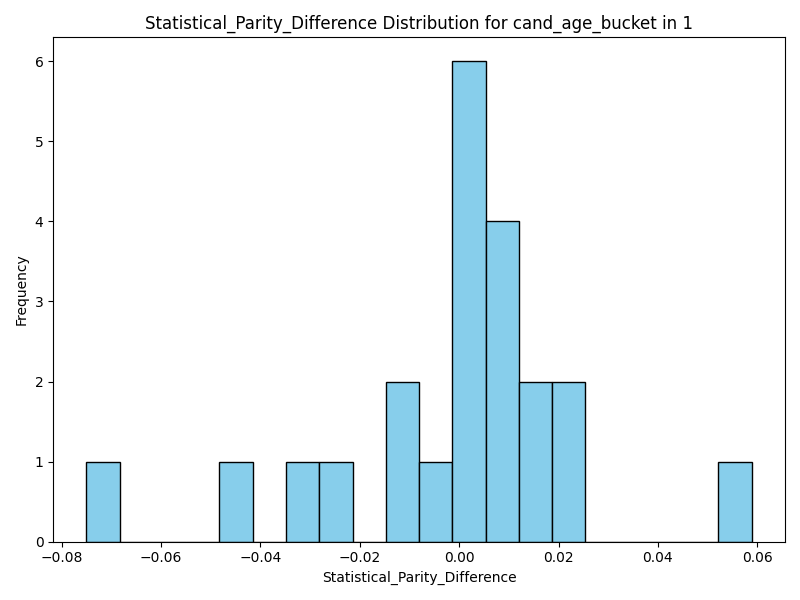 Statistical_Parity_Difference Distribution for cand_age_bucket in 1
Frequency
6
5
4
3
2
1
0
−0.08 −0.06 −0.04 −0.02 0.00 0.02 0.04 0.06
Statistical_Parity_Difference